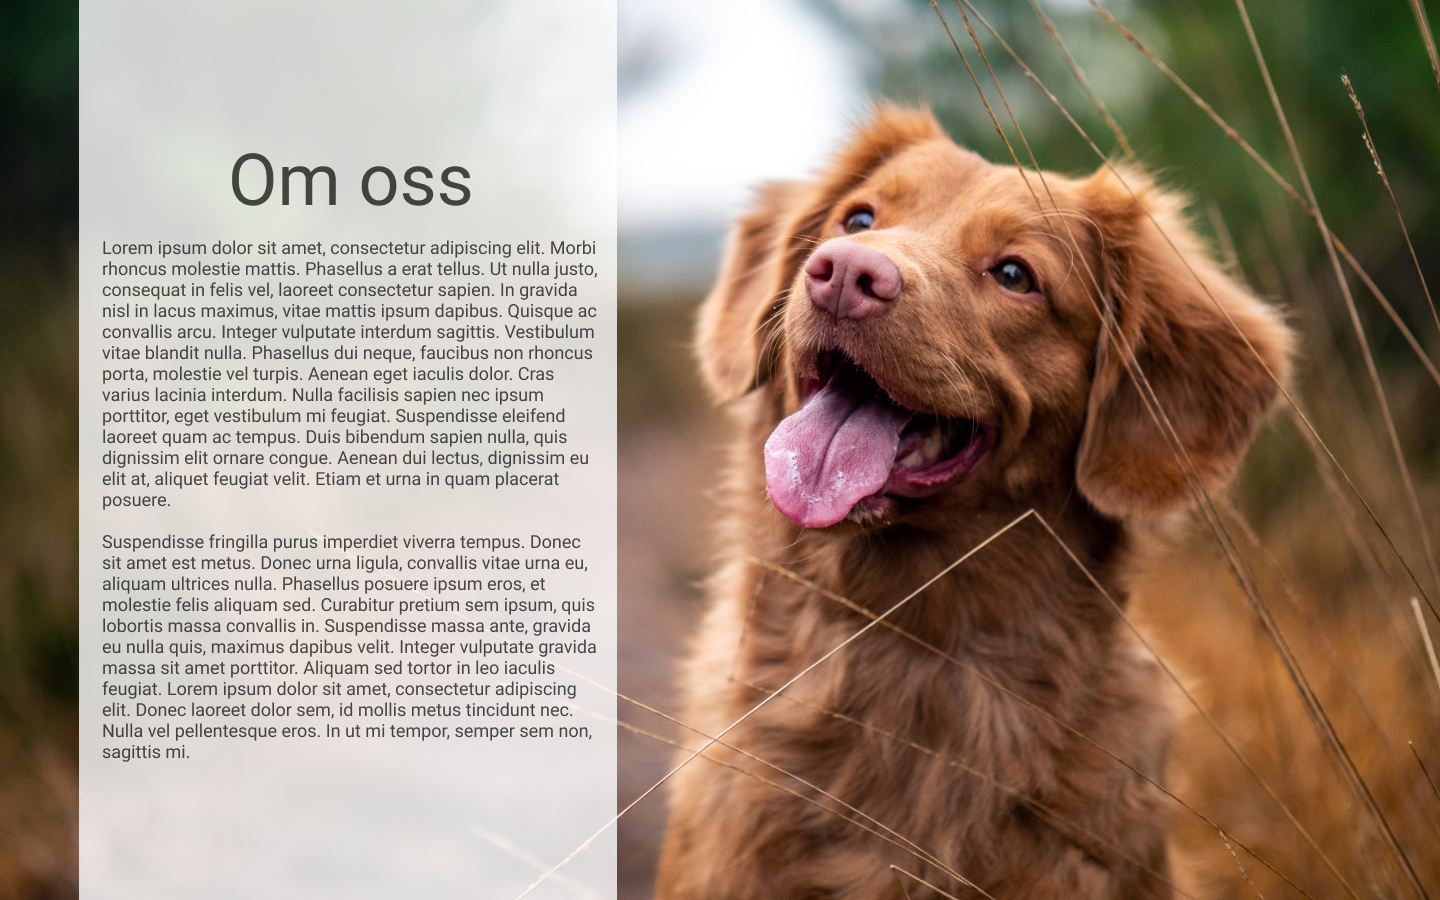 Om oss
Lorem ipsum dolor sit amet, consectetur adipiscing elit. Morbi
rhoncus molestie mattis. Phasellus a erat tellus. Ut nulla justo,
consequat in felis vel, laoreet consectetur sapien. In gravida
nisl in lacus maximus, vitae mattis ipsum dapibus. Quisque ac
convallis arcu. Integer vulputate interdum sagittis. Vestibulum
vitae blandit nulla. Phasellus dui neque, faucibus non rhoncus
porta, molestie vel turpis. Aenean eget iaculis dolor. Cras
varius lacinia interdum. Nulla facilisis sapien nec ipsum
porttitor, eget vestibulum mi feugiat. Suspendisse eleifend
laoreet quam ac tempus. Duis bibendum sapien nulla, quis
dignissim elit ornare congue. Aenean dui lectus, dignissim eu
elit at, aliquet feugiat velit. Etiam et urna in quam placerat
posuere.
Suspendisse fringilla purus imperdiet viverra tempus. Donec
sit amet est metus. Donec urna ligula, convallis vitae urna eu,
aliquam ultrices nulla. Phasellus posuere ipsum eros, et
molestie felis aliquam sed. Curabitur pretium sem ipsum, quis
lobortis massa convallis in. Suspendisse massa ante, gravida
eu nulla quis, maximus dapibus velit. Integer vulputate gravida
massa sit amet porttitor. Aliquam sed tortor in leo iaculis
feugiat. Lorem ipsum dolor sit amet, consectetur adipiscing
elit. Donec laoreet dolor sem, id mollis metus tincidunt nec.
Nulla vel pellentesque eros. In ut mi tempor, semper sem non,
sagittis mi.